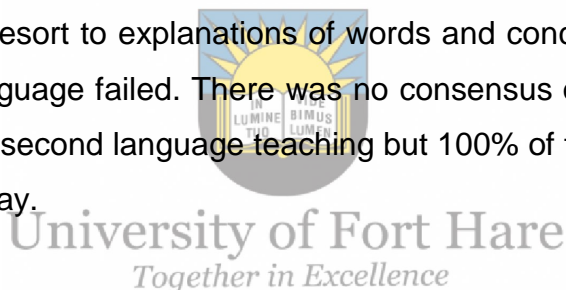 esort to explanations of words and conc
guage failed. There was no consensus
IN VIDE
LUMINE BIMUS
TUO LUMEN
second language teaching but 100% of
ay.
University of Fort Hare
Together in Excellence